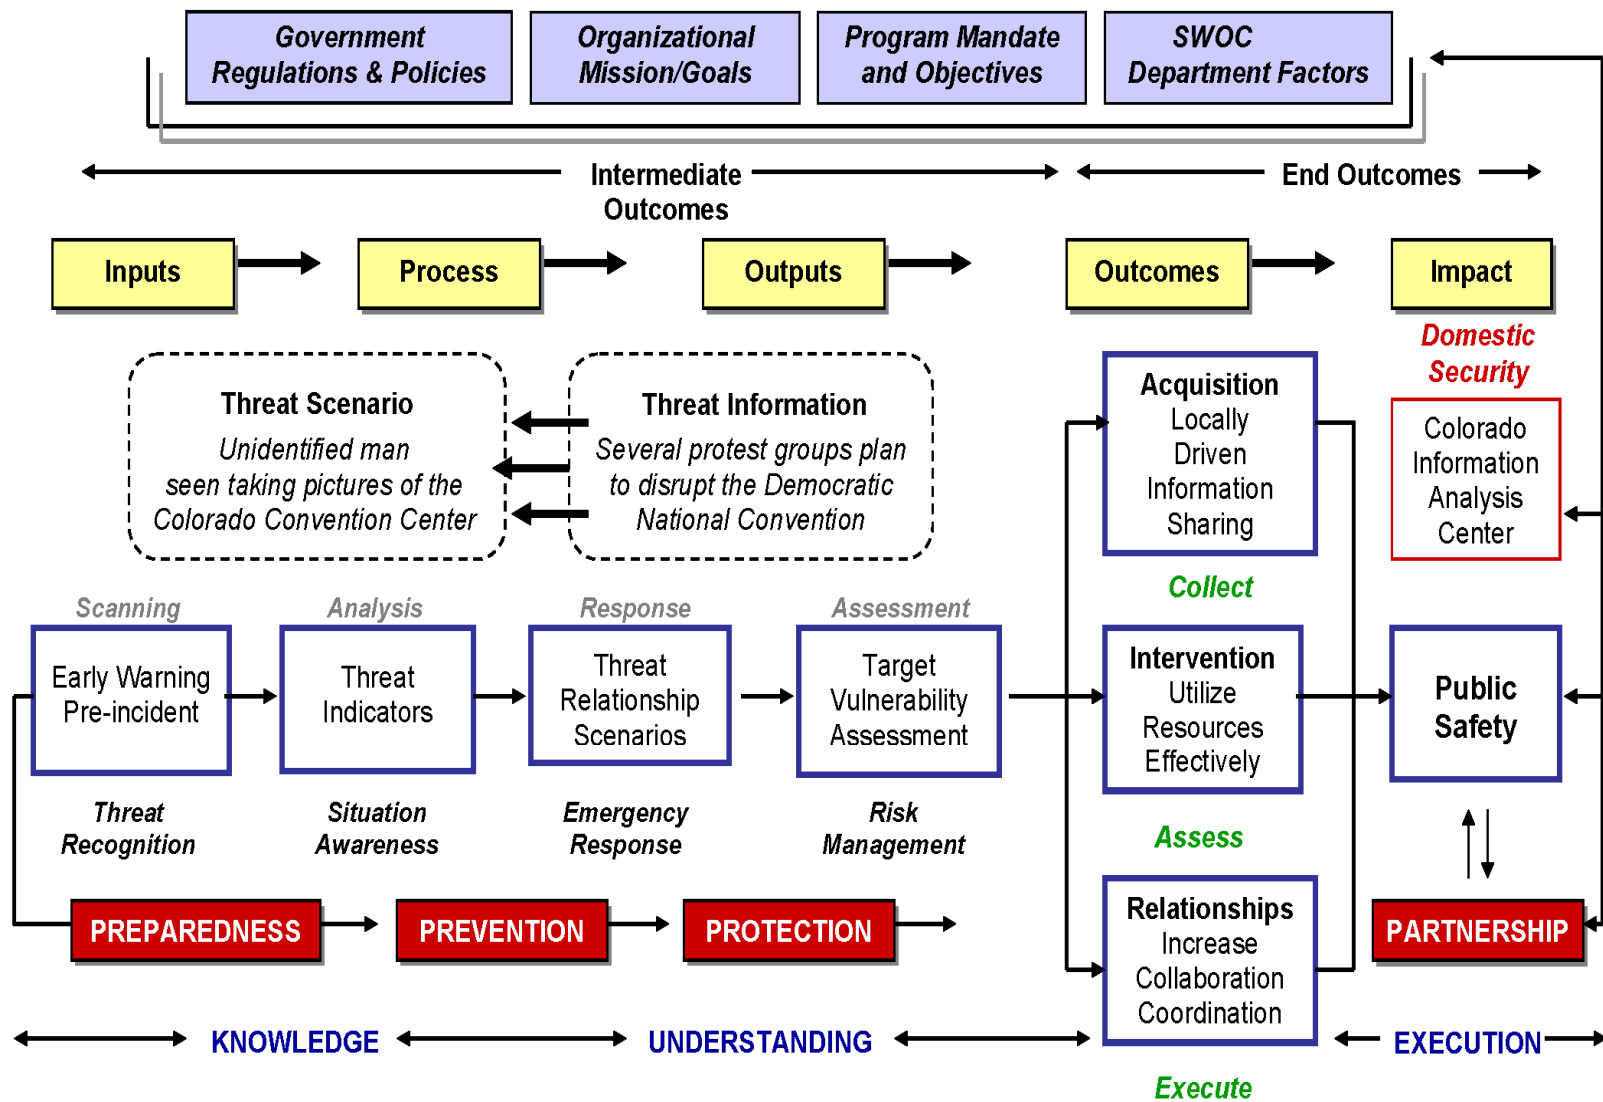 Government
Regulations & Policies
Organizational
Mission/Goals
Program Mandate
and Objectives
SWOC
Department Factors
Intermediate
Outcomes
End Outcomes
Inputs
Process
Outputs
Outcomes
Impact
Domestic
Security
Threat Scenario
Unidentified man
seen taking pictures of the
Colorado Convention Center
Threat Information
Several protest groups plan
to disrupt the Democratic
National Convention
Acquisition
Locally
Driven
Information
Sharing
Collect
Colorado
Information
Analysis
Center
Scanning
Early Warning
Pre-incident
Threat
Recognition
Analysis
Threat
Indicators
Situation
Awareness
Response
Threat
Relationship
Scenarios
Emergency
Response
Assessment
Target
Vulnerability
Assessment
Risk
Management
Intervention
Utilize
Resources
Effectively
Assess
Public
Safety
PREPAREDNESS
PREVENTION
PROTECTION
Relationships
Increase
Collaboration
Coordination
Execute
PARTNERSHIP
KNOWLEDGE
UNDERSTANDING
EXECUTION